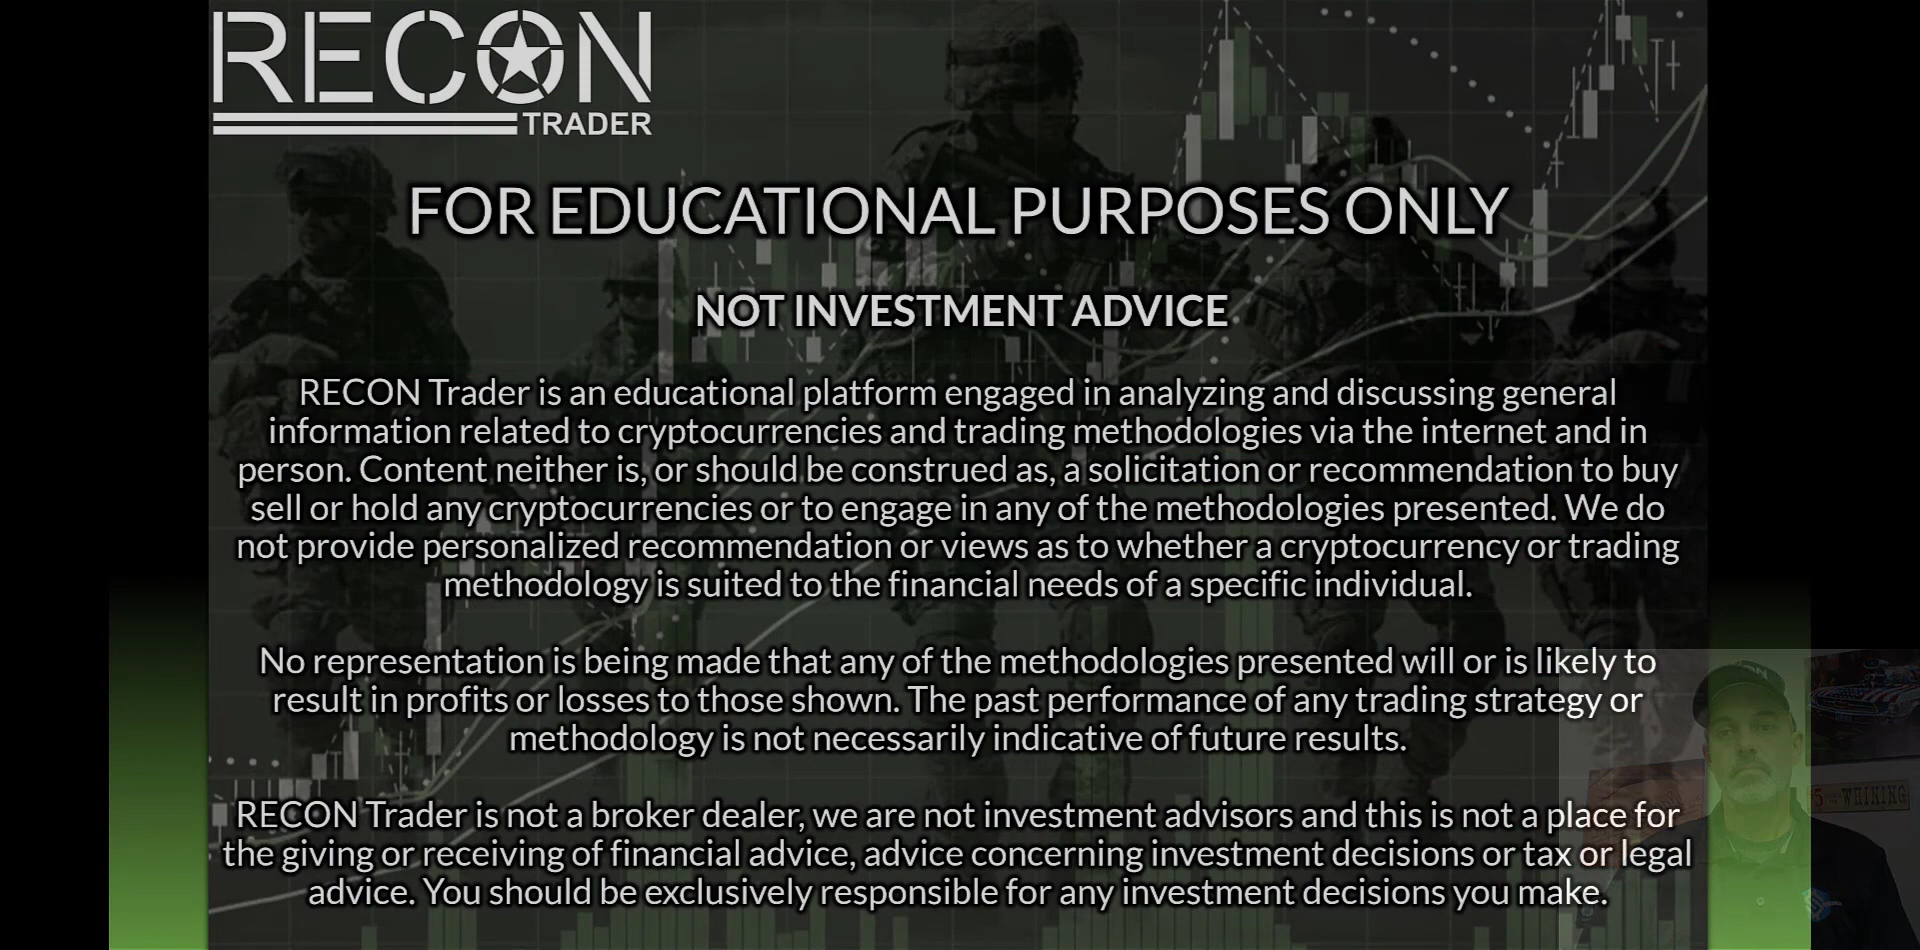 RECON
TRADER
FOR EDUCATIONAL PURPOSES ONLY
NOT INVESTMENT ADVICE
RECON Trader is an educational platform engaged in analyzing and discussing general
information related to cryptocurrencies and trading methodologies via the internet and in
person. Content neither is, or should be construed as, a solicitation or recommendation to buy
sell or hold any cryptocurrencies or to engage in any of the methodologies presented. We do
not provide personalized recommendation or views as to whether a cryptocurrency or trading
methodology is suited to the financial needs of a specific individual.
No representation is being made that any of the methodologies presented will or is likely to
result in profits or losses to those shown. The past performance of any trading strategy or
methodology is not necessarily indicative of future results.
RECON Trader is not a broker dealer, we are not investment advisors and this is not a place for
the giving or receiving of financial advice, advice concerning investment decisions or tax or legal
advice. You should be exclusively responsible for any investment decisions you make.
WHINING